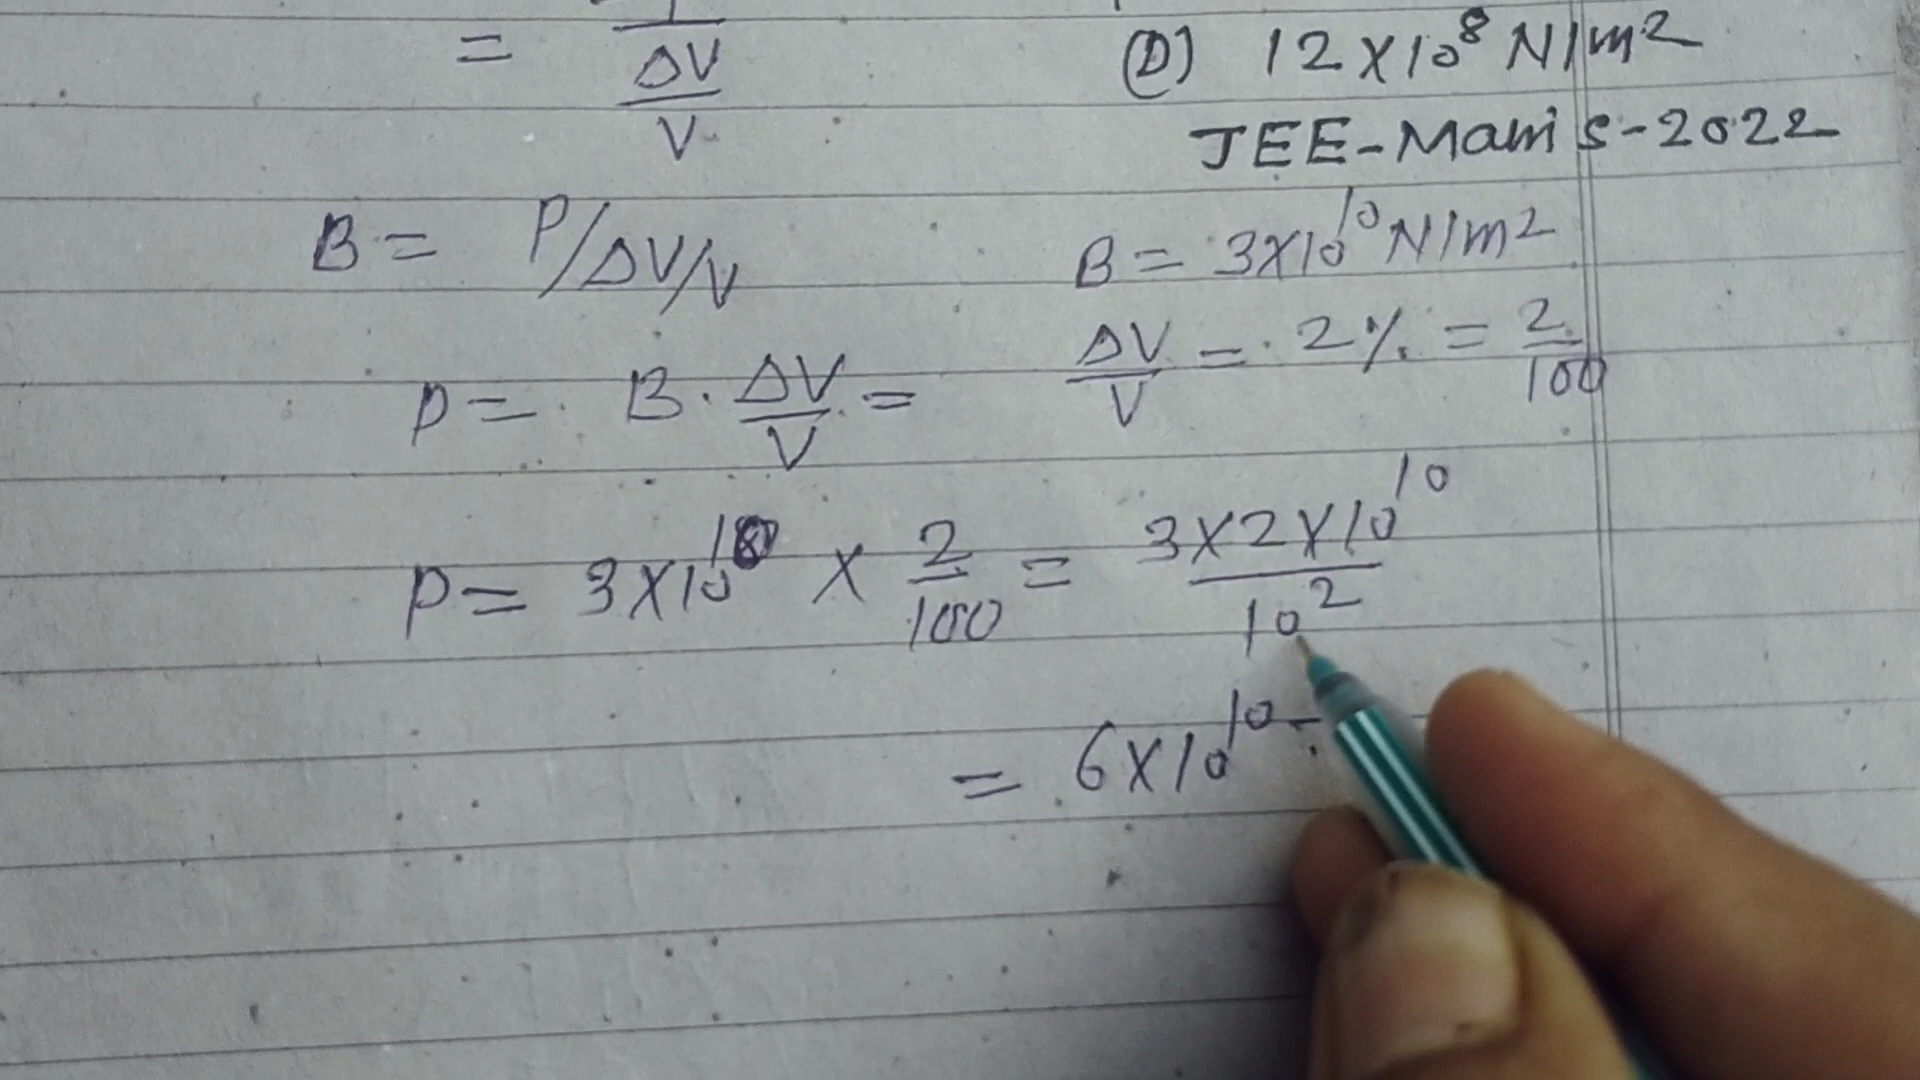 = ΔV/V
(D) 12×10⁸ N/m²
JEE-Mains-2022
B = P/ΔV/V
B = 3×10¹⁰ N/m²
ΔV/V = 2% = 2/100
P = B · ΔV/V =
P = 3×10¹⁰ × 2/100 = 3×2×10¹⁰/10²
= 6×10¹⁰⁻